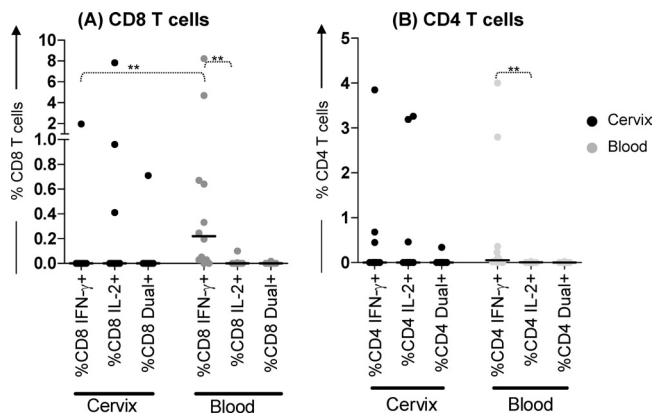 (A) CD8 T cells
(B) CD4 T cells
% CD8 T cells
10
8
6
4
2
1.0
0.8
0.6
0.4
0.2
0.0
**
**
%CD8 IFN-γ+
%CD8 IL-2+
%CD8 Dual+
%CD8 IFN-γ+
%CD8 IL-2+
%CD8 Dual+
Cervix
Blood
% CD4 T cells
5
4
3
2
1
0
**
%CD4 IFN-γ+
%CD4 IL-2+
%CD4 Dual+
%CD4 IFN-γ+
%CD4 IL-2+
%CD4 Dual+
Cervix
Blood
Cervix
Blood